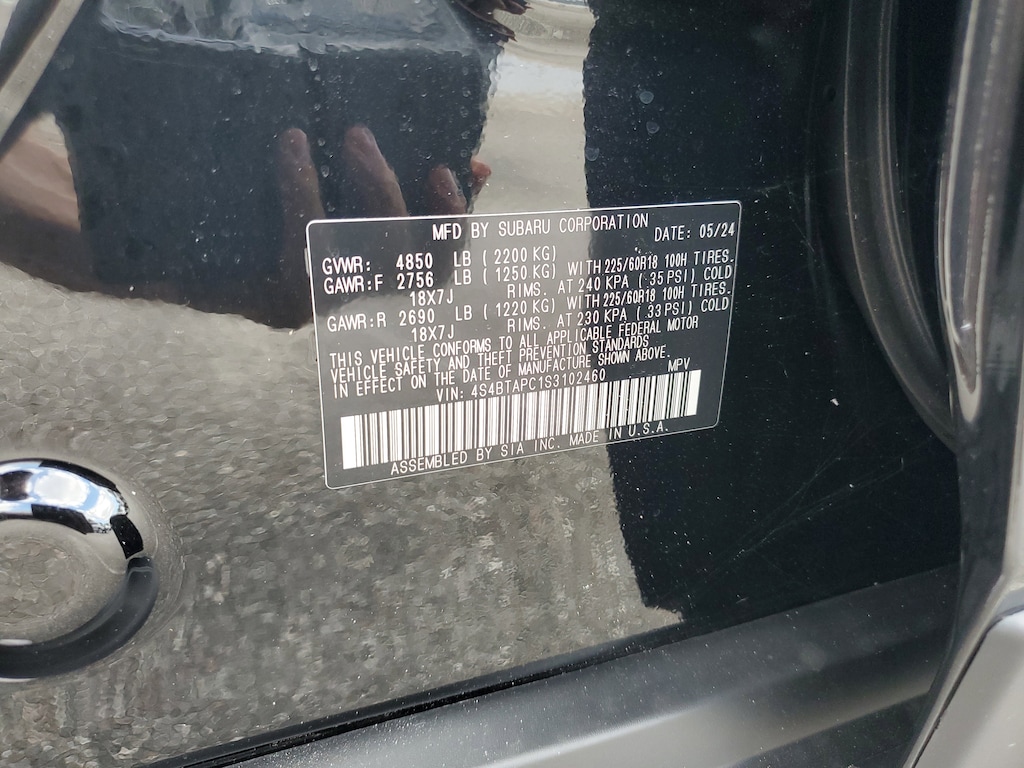 MFD BY SUBARU CORPORATION DATE: 05/24
GVWR: 4850 LB (2200 KG)
GAWR:F 2756 LB (1250 KG) WITH 225/60R18 100H TIRES.
18X7J RIMS. AT 240 KPA (35 PSI) COLD
GAWR:R 2690 LB (1220 KG) WITH 225/60R18 100H TIRES.
18X7J RIMS. AT 230 KPA (33 PSI) COLD
THIS VEHICLE CONFORMS TO ALL APPLICABLE FEDERAL MOTOR
VEHICLE SAFETY AND THEFT PREVENTION STANDARDS
IN EFFECT ON THE DATE OF MANUFACTURE SHOWN ABOVE.
VIN: 4S4BTAPC1S3102460 MPV
ASSEMBLED BY SIA INC. MADE IN U.S.A.